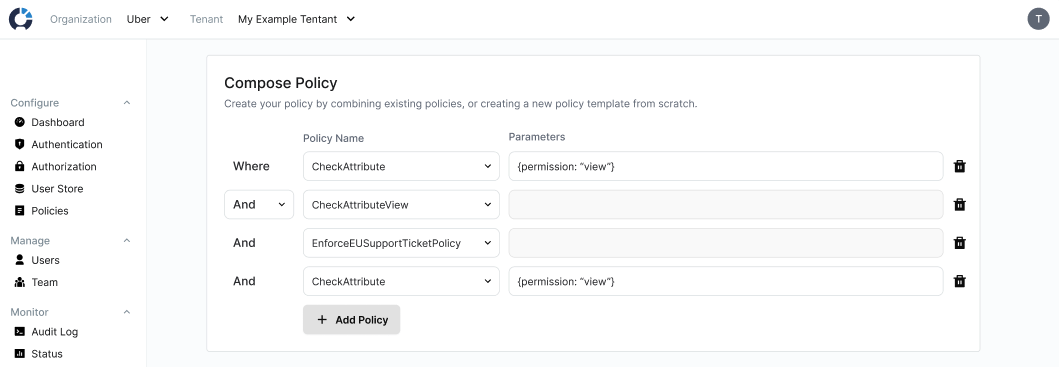 Organization Uber Tenant My Example Tentant T
Configure
Dashboard
Authentication
Authorization
User Store
Policies
Manage
Users
Team
Monitor
Audit Log
Status
Compose Policy
Create your policy by combining existing policies, or creating a new policy template from scratch.
Policy Name Parameters
Where CheckAttribute {permission: “view”}
And CheckAttributeView
And EnforceEUSupportTicketPolicy
And CheckAttribute {permission: “view”}
+ Add Policy